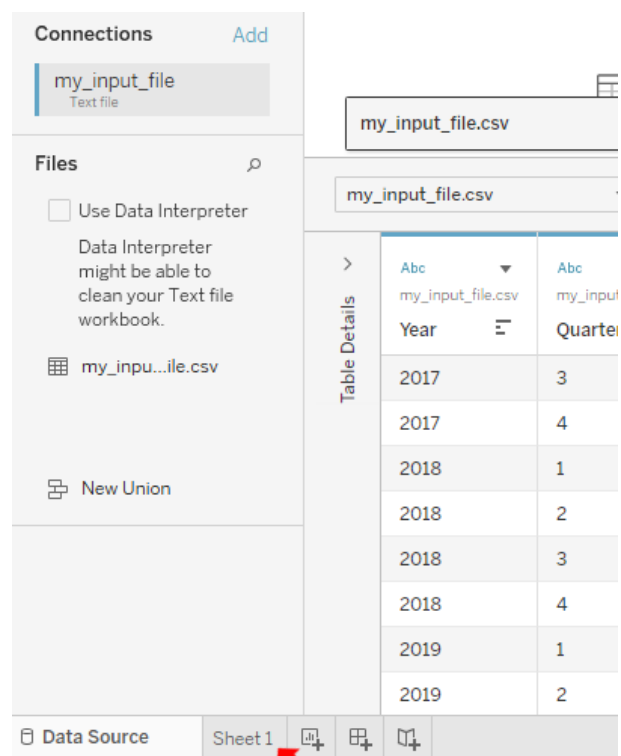 Connections Add
my_input_file
Text file
my_input_file.csv
Files
Use Data Interpreter
Data Interpreter
might be able to
clean your Text file
workbook.
my_inpu...ile.csv
New Union
my_input_file.csv
Table Details
Abc Abc
my_input_file.csv my_input
Year Quarter
2017 3
2017 4
2018 1
2018 2
2018 3
2018 4
2019 1
2019 2
Data Source Sheet 1